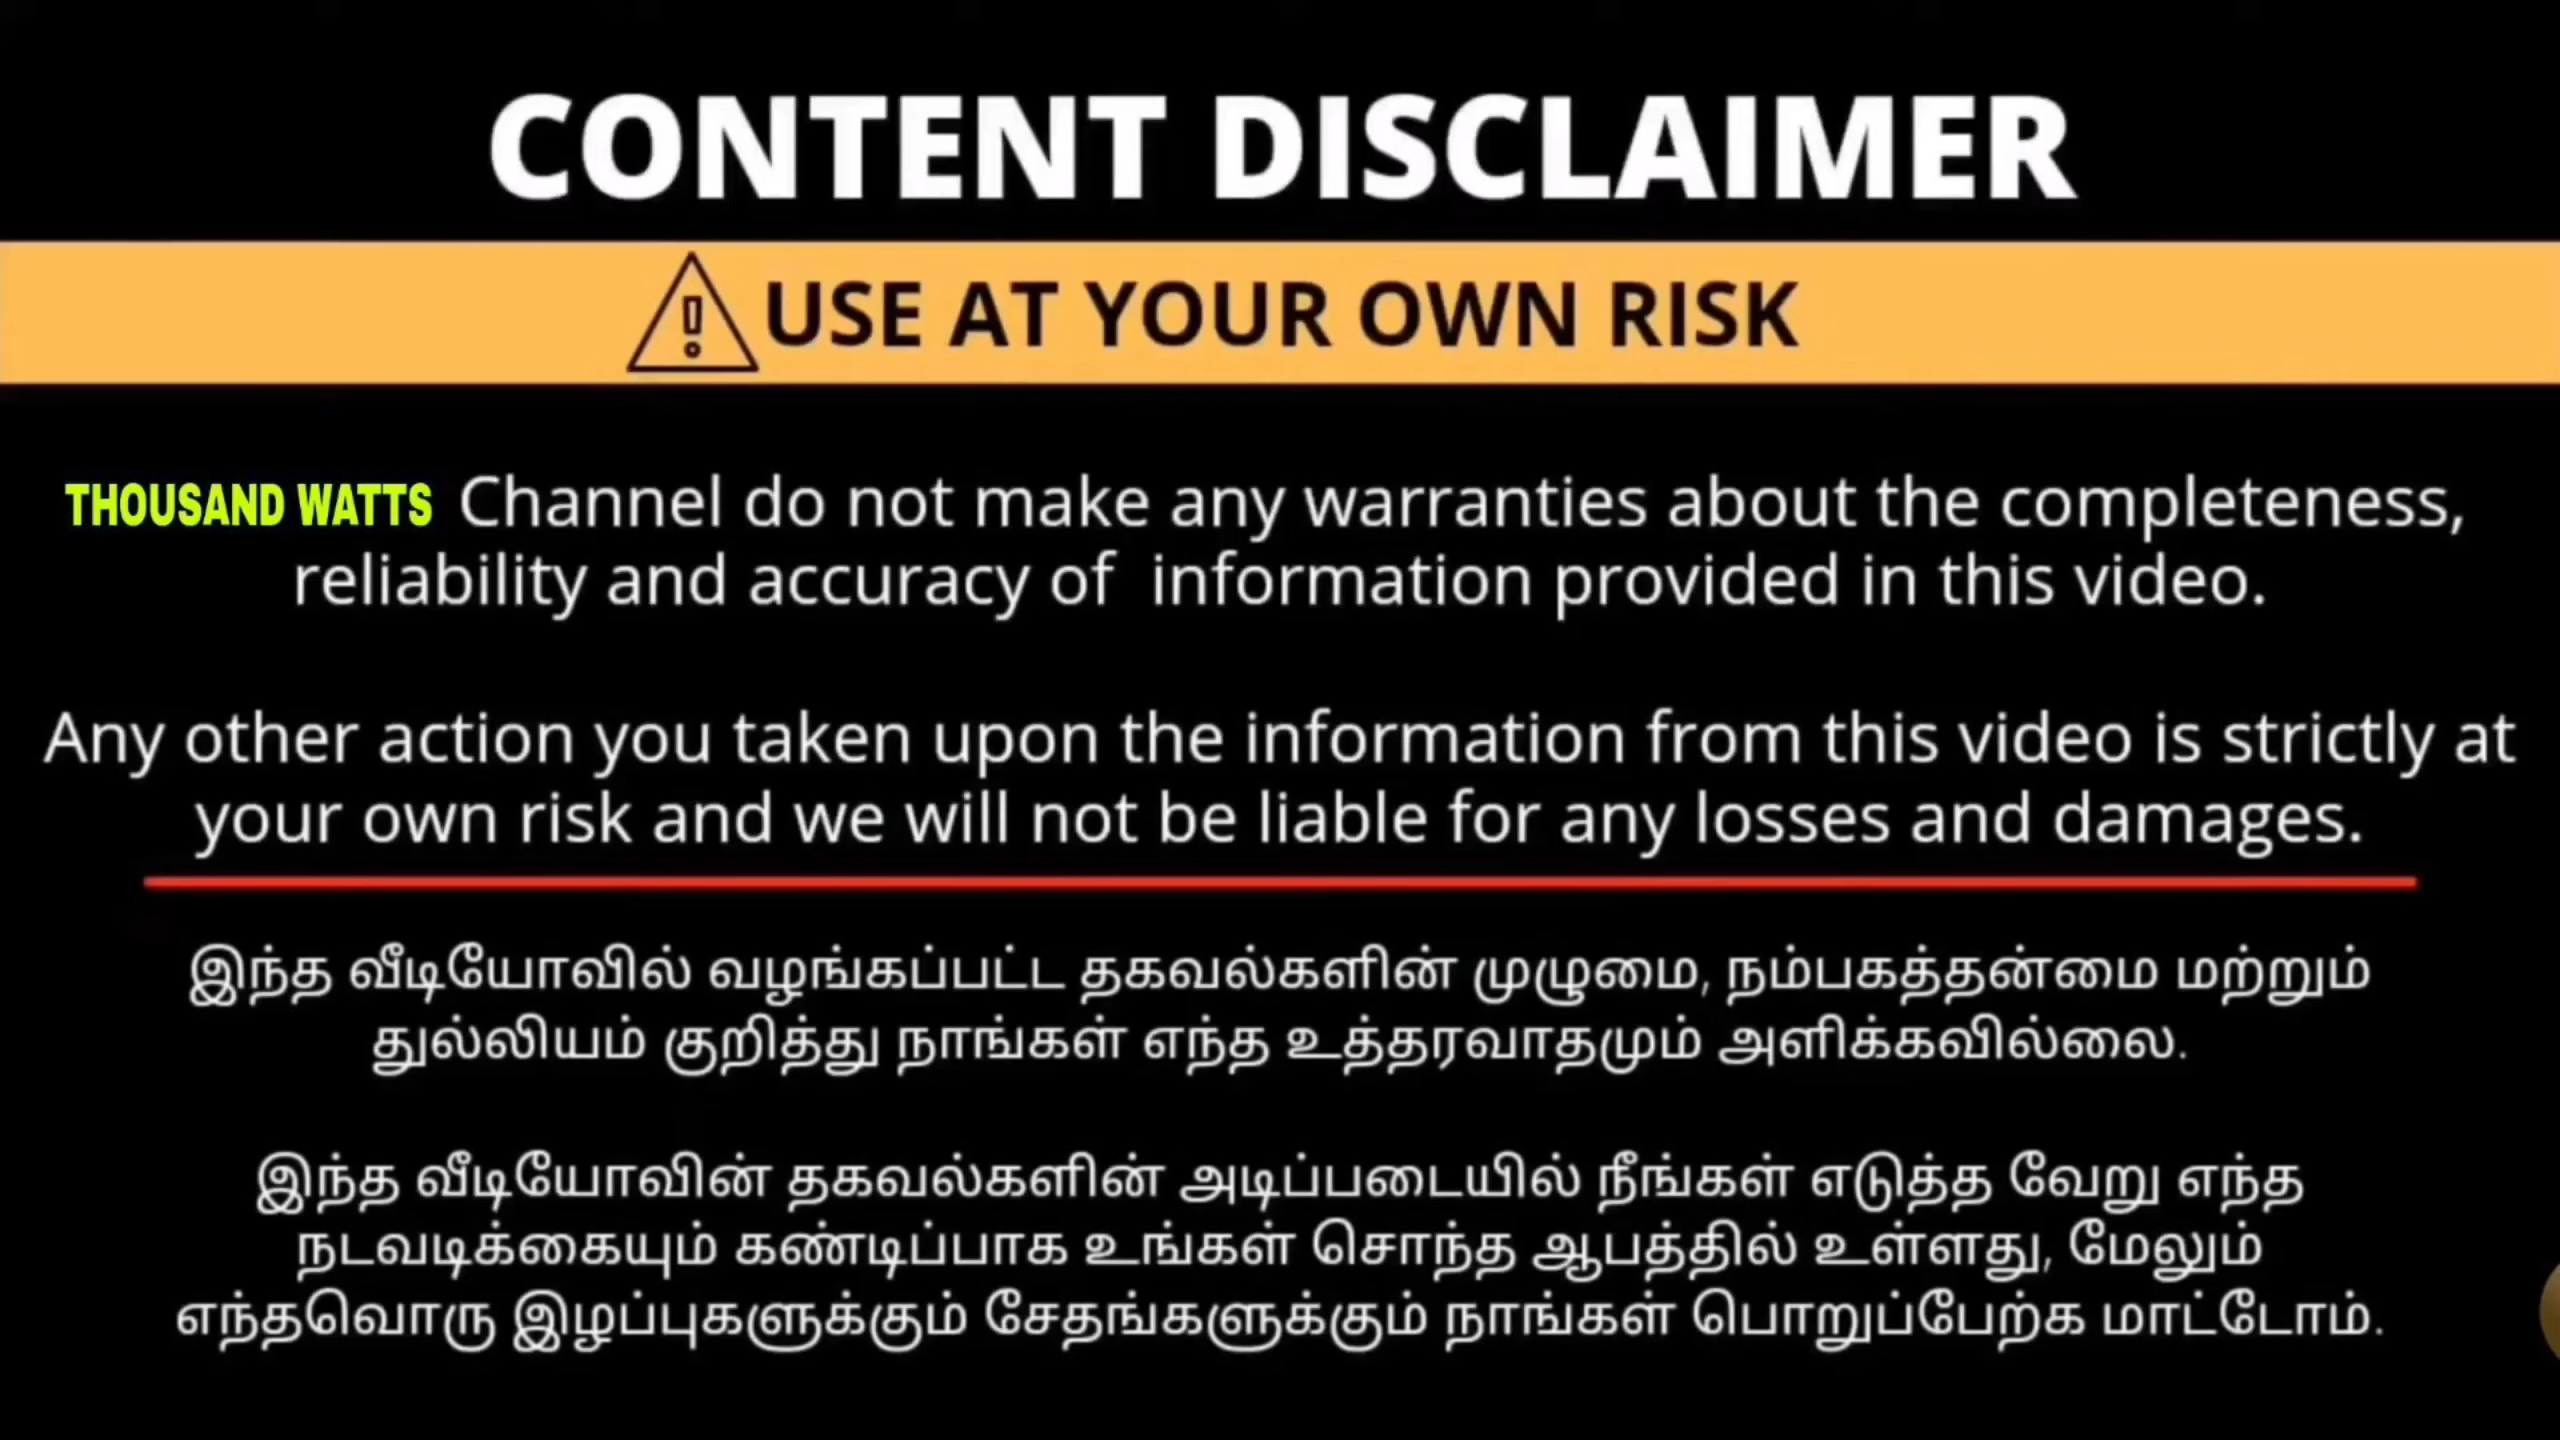 CONTENT DISCLAIMER
USE AT YOUR OWN RISK
THOUSAND WATTS Channel do not make any warranties about the completeness,
reliability and accuracy of information provided in this video.
Any other action you taken upon the information from this video is strictly at
your own risk and we will not be liable for any losses and damages.
இந்த வீடியோவில் வழங்கப்பட்ட தகவல்களின் முழுமை, நம்பகத்தன்மை மற்றும்
துல்லியம் குறித்து நாங்கள் எந்த உத்தரவாதமும் அளிக்கவில்லை.
இந்த வீடியோவின் தகவல்களின் அடிப்படையில் நீங்கள் எடுத்த வேறு எந்த
நடவடிக்கையும் கண்டிப்பாக உங்கள் சொந்த ஆபத்தில் உள்ளது, மேலும்
எந்தவொரு இழப்புகளுக்கும் சேதங்களுக்கும் நாங்கள் பொறுப்பேற்க மாட்டோம்.